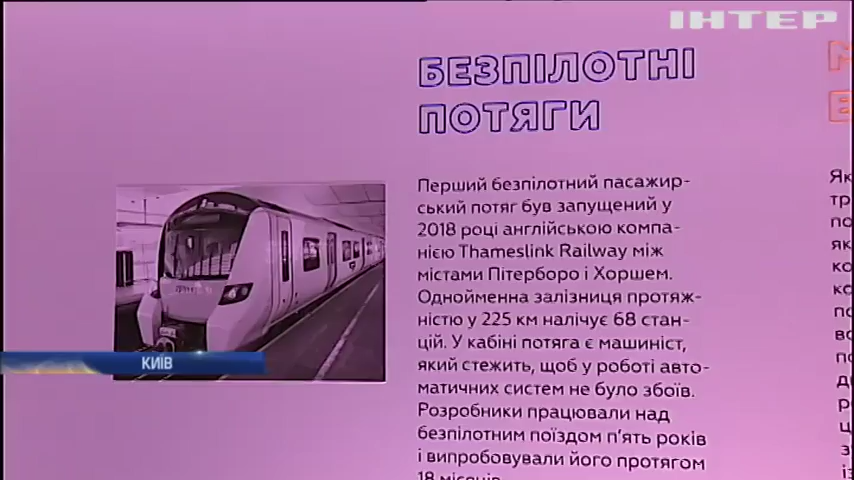 ІНТЕР
БЕЗПІЛОТНІ
ПОТЯГИ
Перший безпілотний пасажир-
ський потяг був запущений у
2018 році англійською компа-
нією Thameslink Railway між
містами Пітерборо і Хоршем.
Однойменна залізниця протяж-
ністю у 225 км налічує 68 стан-
цій. У кабіні потяга є машиніст,
який стежить, щоб у роботі авто-
матичних систем не було збоїв.
Розробники працювали над
безпілотним поїздом п'ять років
і випробовували його протягом
18 місяців
КИЇВ